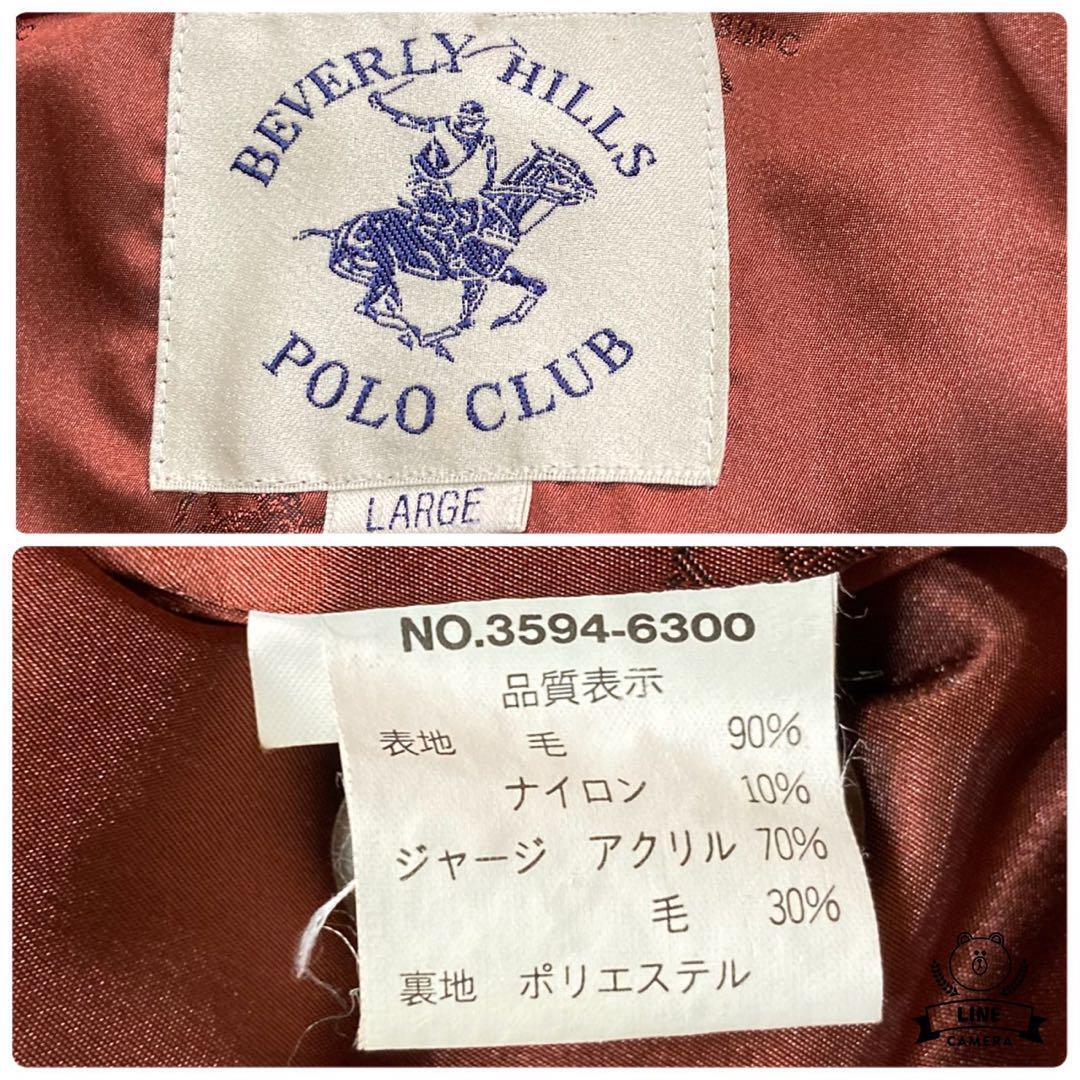 BEVERLY HILLS
POLO CLUB
LARGE
BHPC
NO.3594-6300
品質表示
表地 毛 90%
ナイロン 10%
ジャージ アクリル 70%
毛 30%
裏地 ポリエステル
LINE
CAMERA